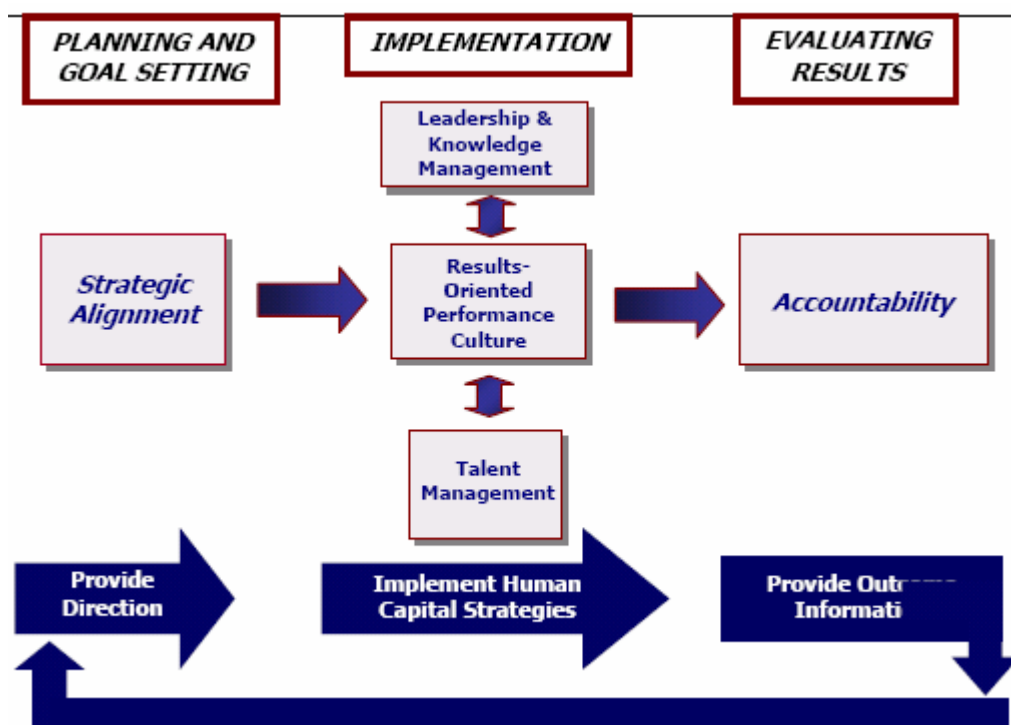 PLANNING AND
GOAL SETTING
IMPLEMENTATION
EVALUATING
RESULTS
Leadership &
Knowledge
Management
Strategic
Alignment
Results-
Oriented
Performance
Culture
Accountability
Talent
Management
Provide
Direction
Implement Human
Capital Strategies
Provide